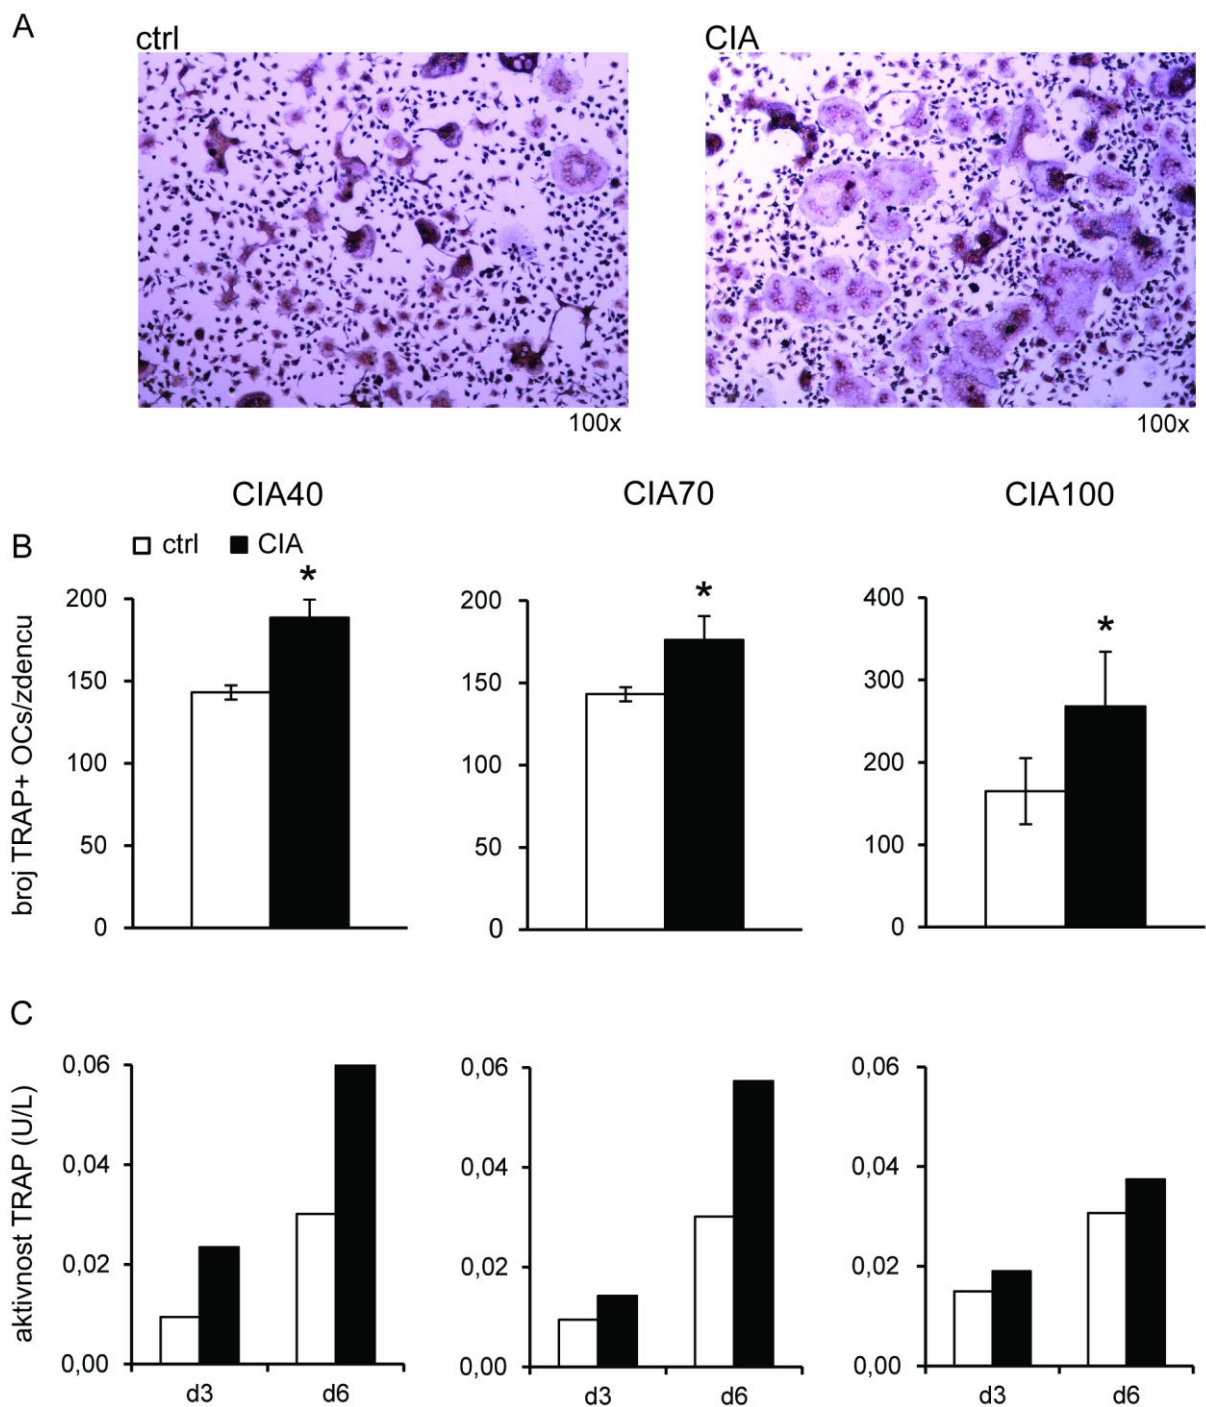 A
ctrl
CIA
100x
100x
CIA40
CIA70
CIA100
B
ctrl
CIA
broj TRAP+ OCs/zdencu
200
150
100
50
0
*
200
150
100
50
0
*
400
300
200
100
0
*
C
aktivnost TRAP (U/L)
0,06
0,04
0,02
0,00
d3
d6
0,06
0,04
0,02
0,00
d3
d6
0,06
0,04
0,02
0,00
d3
d6